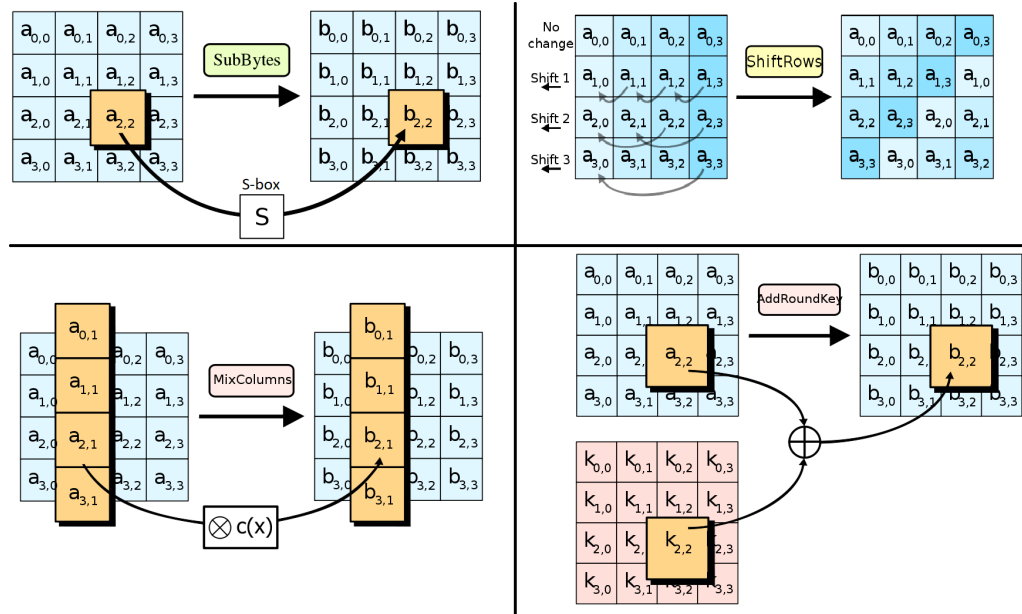 a0,0 a0,1 a0,2 a0,3
a1,0 a1,1 a1,2 a1,3
a2,0 a2,1 a2,2 a2,3
a3,0 a3,1 a3,2 a3,3
SubBytes
b0,0 b0,1 b0,2 b0,3
b1,0 b1,1 b1,2 b1,3
b2,0 b2,1 b2,2 b2,3
b3,0 b3,1 b3,2 b3,3
S-box
S
No
change
Shift 1
Shift 2
Shift 3
a0,0 a0,1 a0,2 a0,3
a1,0 a1,1 a1,2 a1,3
a2,0 a2,1 a2,2 a2,3
a3,0 a3,1 a3,2 a3,3
ShiftRows
a0,0 a0,1 a0,2 a0,3
a1,1 a1,2 a1,3 a1,0
a2,2 a2,3 a2,0 a2,1
a3,3 a3,0 a3,1 a3,2
a0,1
a0,0 a0,2 a0,3
a1,0 a1,1 a1,2 a1,3
a2,0 a2,1 a2,2 a2,3
a3,0 a3,1 a3,2 a3,3
MixColumns
b0,1
b0,0 b0,2 b0,3
b1,0 b1,1 b1,2 b1,3
b2,0 b2,1 b2,2 b2,3
b3,0 b3,1 b3,2 b3,3
⊗ c(x)
a0,0 a0,1 a0,2 a0,3
a1,0 a1,1 a1,2 a1,3
a2,0 a2, a2,2 2,3
a3,0 a3,1 a3,2 a3,3
AddRoundKey
b0,0 b0,1 b0,2 b0,3
b1,0 b1,1 b1,2 b1,3
b2,0 b2, b2,2 b2,3
b3,0 b3,1 b3,2 b3,3
k0,0 k0,1 k0,2 k0,3
k1,0 k1,1 k1,2 k1,3
k2,0 k2, k2,2 2,3
k3,0 k3,1 k3,2 k3,3